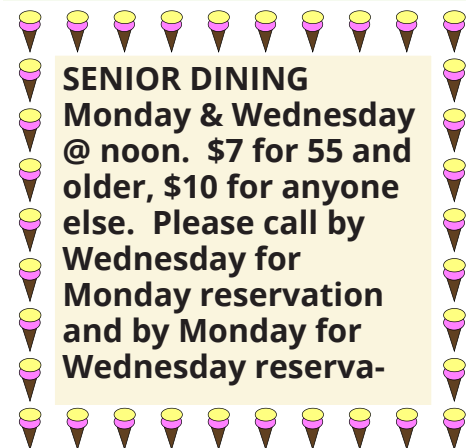 SENIOR DINING
Monday & Wednesday
@ noon.  $7 for 55 and
older, $10 for anyone
else.  Please call by
Wednesday for
Monday reservation
and by Monday for
Wednesday reserva-